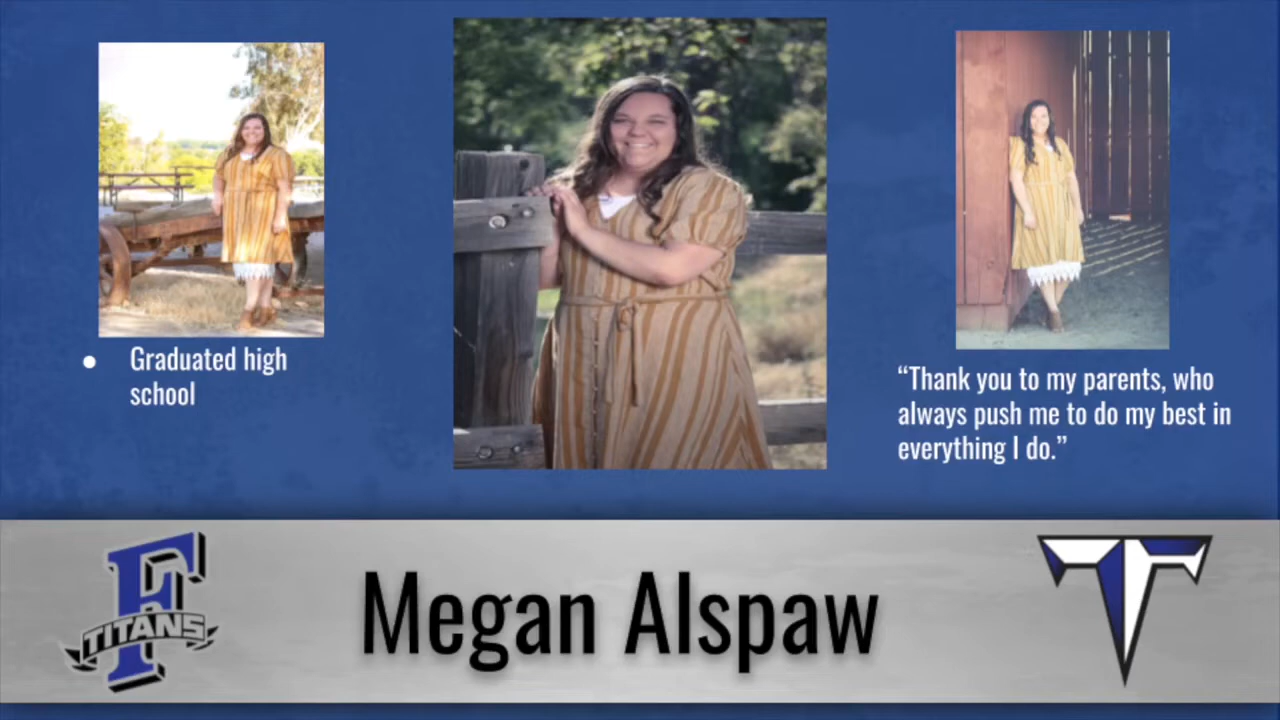 ● Graduated high
school
“Thank you to my parents, who
always push me to do my best in
everything I do.”
F
TITANS
Megan Alspaw
T